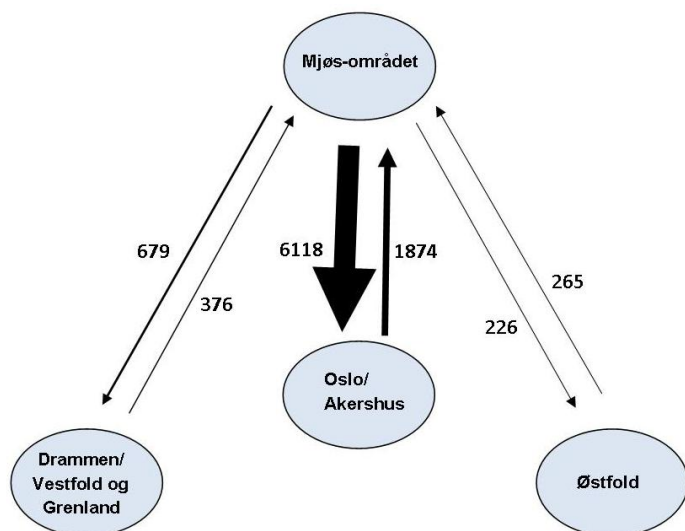 Mjøs-området
679
6118
1874
376
265
226
Oslo/
Akershus
Drammen/
Vestfold og
Grenland
Østfold